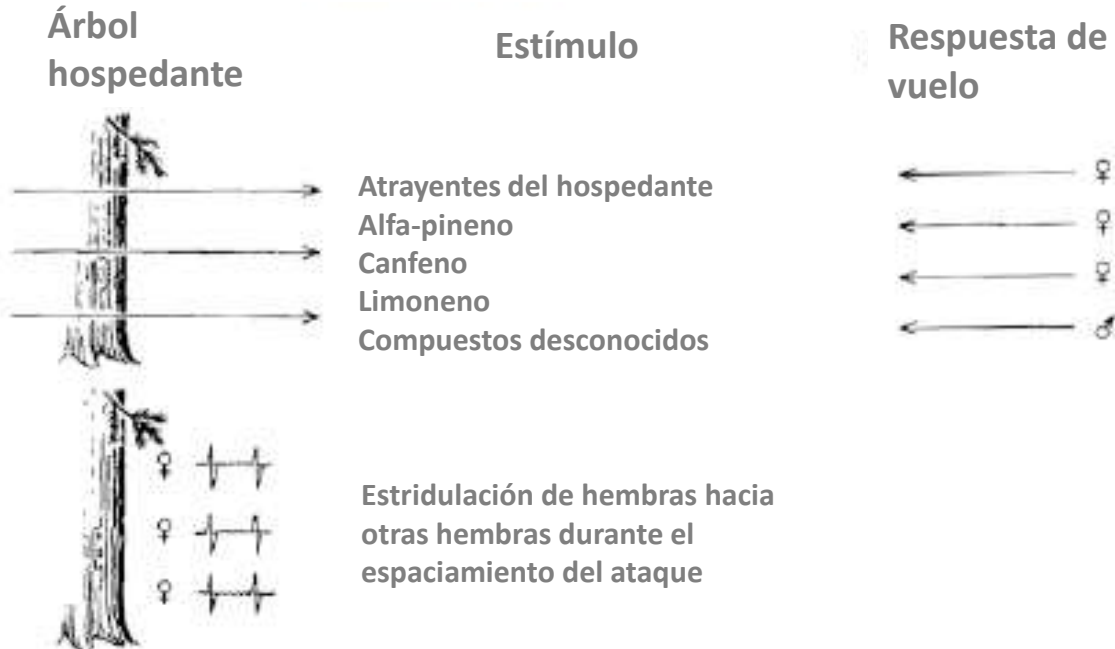 Árbol
hospedante
Estímulo
Respuesta de
vuelo
Atrayentes del hospedante
Alfa-pineno
Canfeno
Limoneno
Compuestos desconocidos
♀
♀
♀
♂
♀
♀
♀
Estridulación de hembras hacia
otras hembras durante el
espaciamiento del ataque